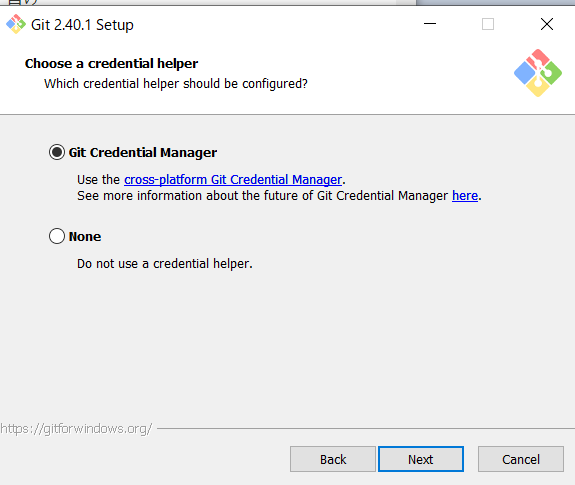 Git 2.40.1 Setup
Choose a credential helper
Which credential helper should be configured?
Git Credential Manager
Use the cross-platform Git Credential Manager.
See more information about the future of Git Credential Manager here.
None
Do not use a credential helper.
https://gitforwindows.org/
Back Next Cancel